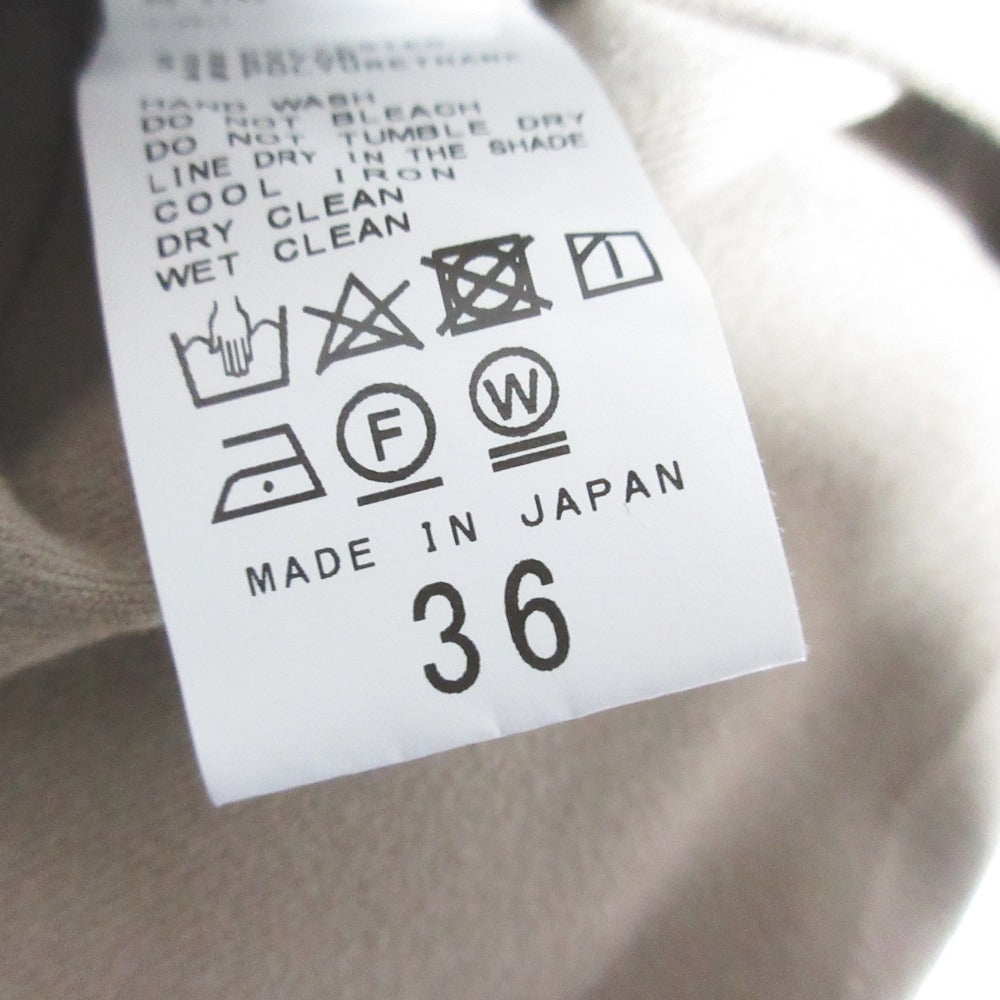 POLYURETHANE
HAND WASH
DO NOT BLEACH
DO NOT TUMBLE DRY
LINE DRY IN THE SHADE
COOL IRON
DRY CLEAN
WET CLEAN
F W
MADE IN JAPAN
36